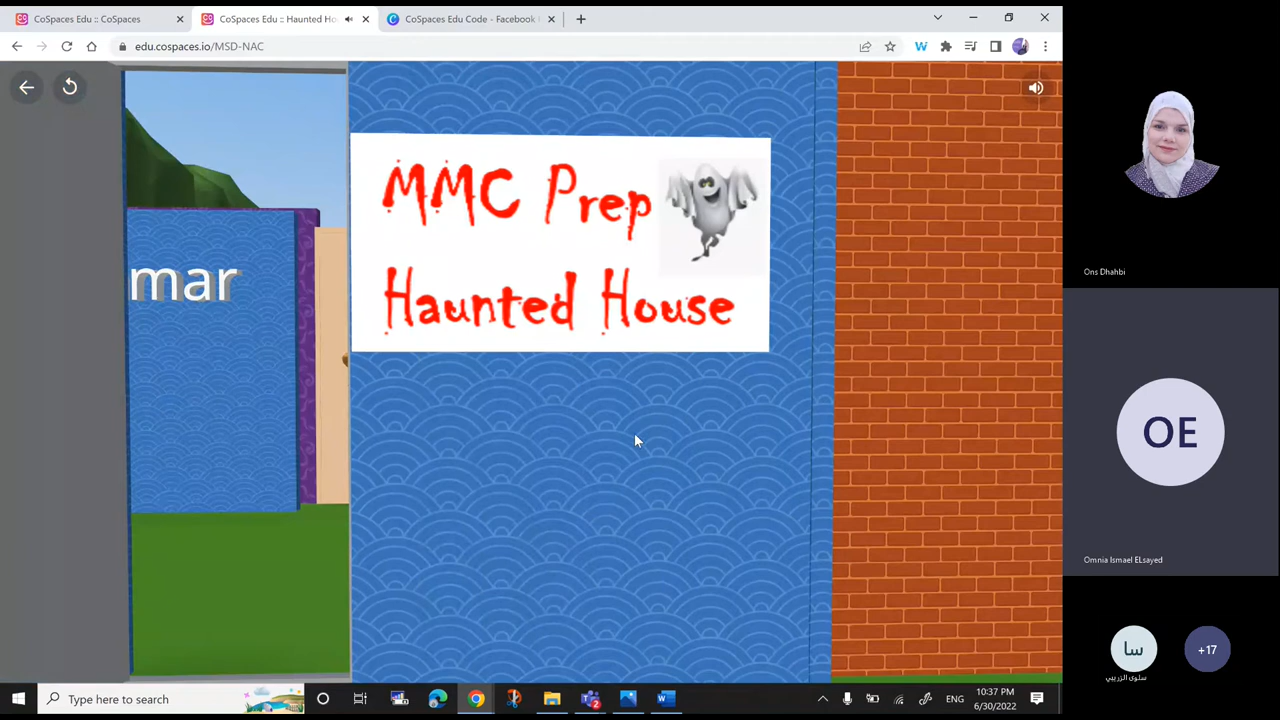 CoSpaces Edu :: CoSpaces
CoSpaces Edu :: Haunted Ho
CoSpaces Edu Code - Facebook
edu.cospaces.io/MSD-NAC
mar
MMC Prep
Haunted House
Ons Dhahbi
OE
Omnia Ismael ELsayed
سا
سلوى الزريبي
+17
Type here to search
ENG
10:37 PM
6/30/2022